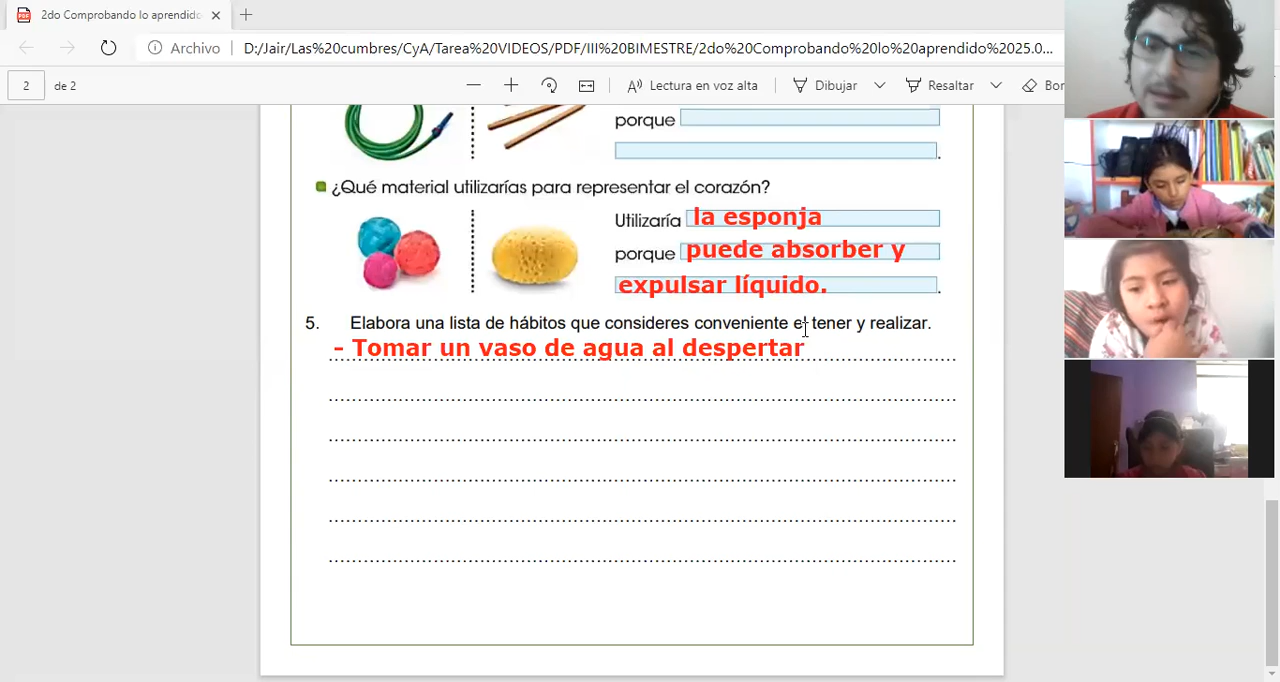 2do Comprobando lo aprendido
Archivo D:/Jair/Las%20cumbres/CyA/Tarea%20VIDEOS/PDF/III%20BIMESTRE/2do%20Comprobando%20lo%20aprendido%2025.0...
2 de 2 Lectura en voz alta Dibujar Resaltar Bor
porque
.
¿Qué material utilizarías para representar el corazón?
Utilizaría la esponja
porque puede absorber y
expulsar líquido. .
5. Elabora una lista de hábitos que consideres conveniente el tener y realizar.
- Tomar un vaso de agua al despertar